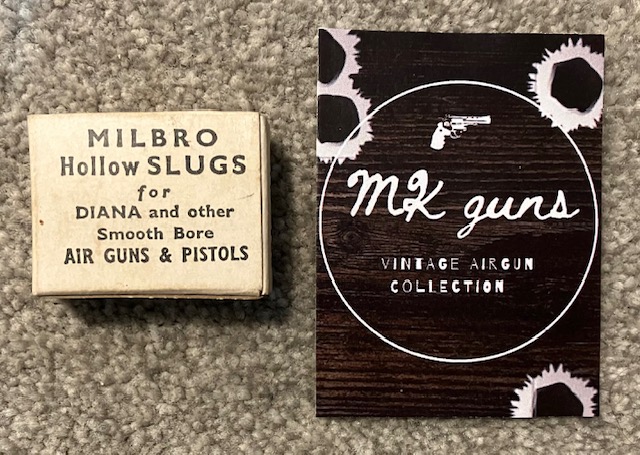 MILBRO
Hollow SLUGS
for
DIANA and other
Smooth Bore
AIR GUNS & PISTOLS
MK guns
VINTAGE AIRGUN
COLLECTION